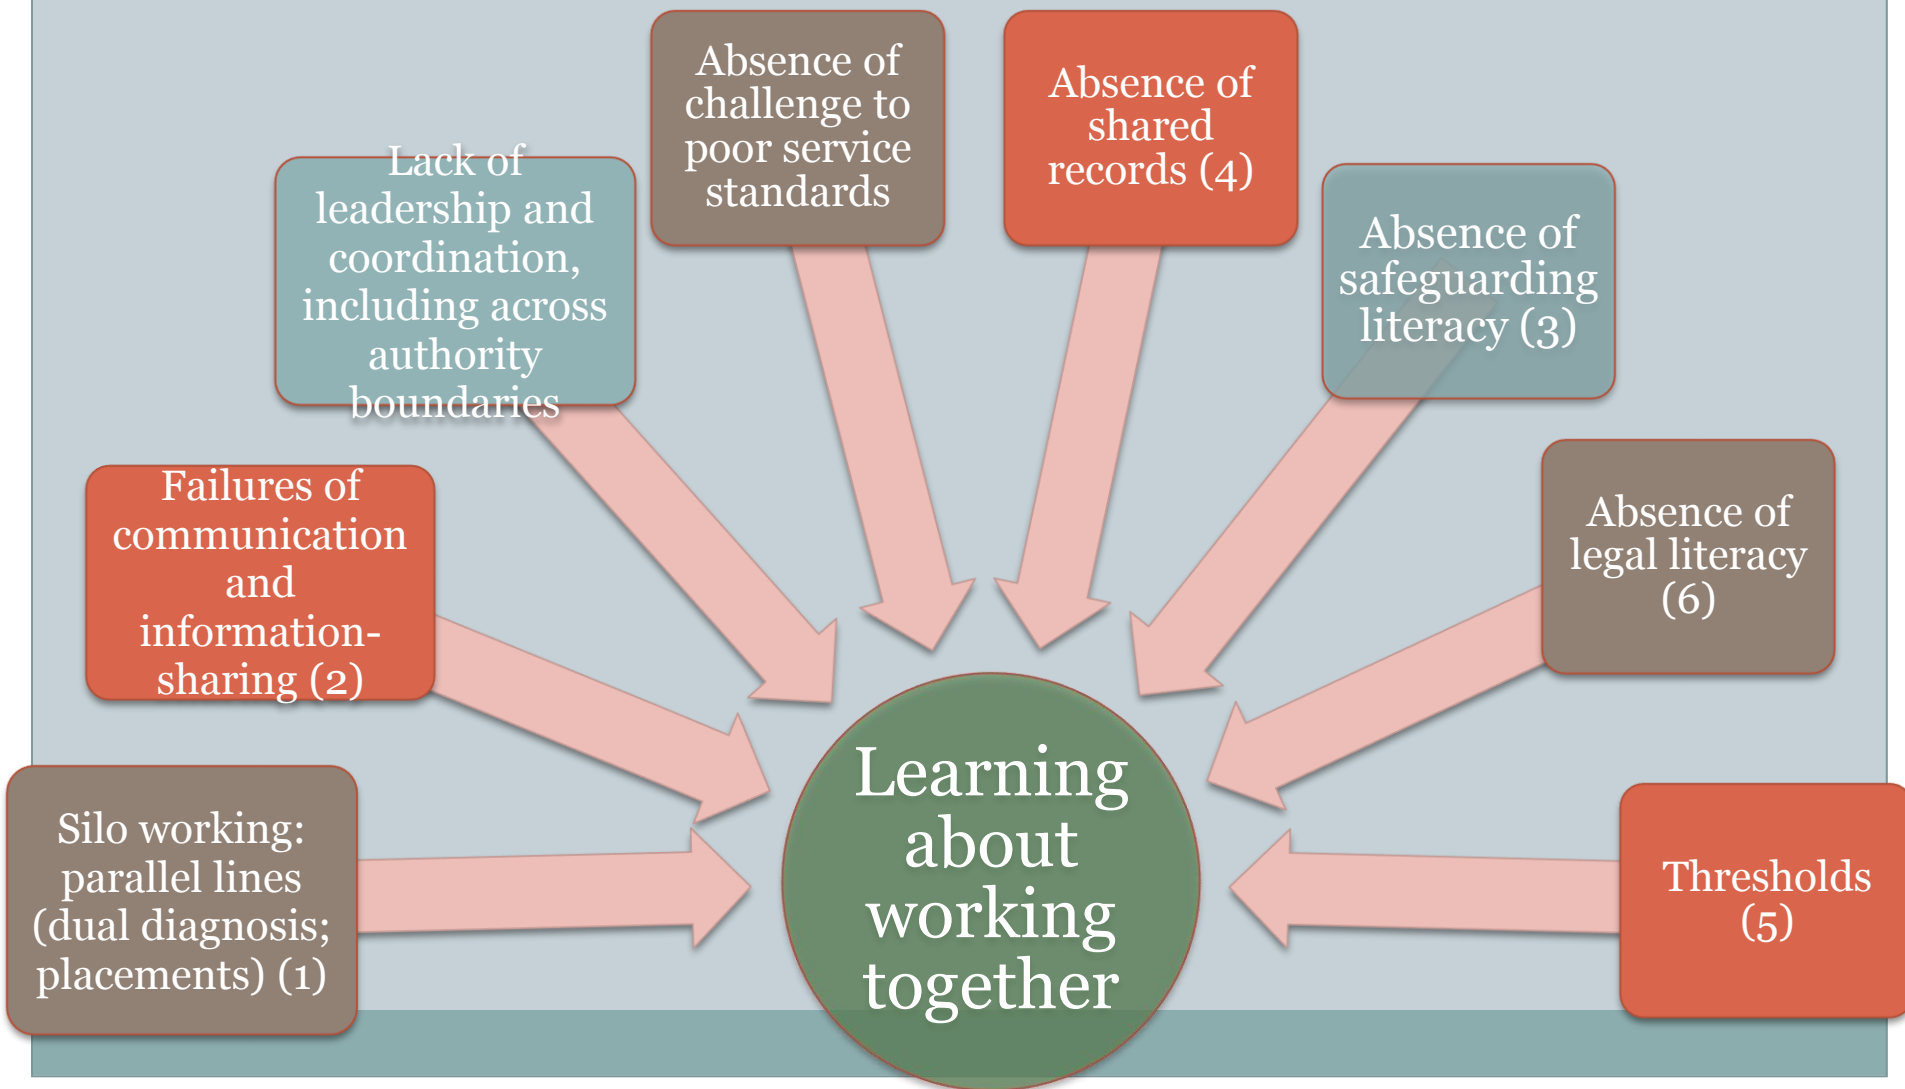 Absence of
challenge to
poor service
standards
Absence of
shared
records (4)
Lack of
leadership and
coordination,
including across
authority
boundaries
Absence of
safeguarding
literacy (3)
Failures of
communication
and
information-
sharing (2)
Absence of
legal literacy
(6)
Silo working:
parallel lines
(dual diagnosis;
placements) (1)
Learning
about
working
together
Thresholds
(5)